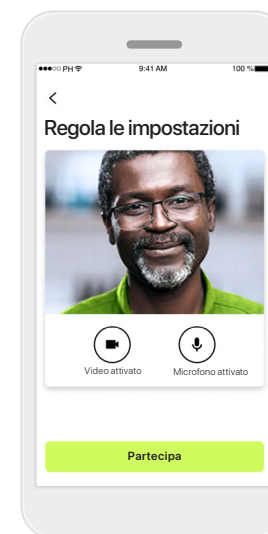 PH 9:41 AM 100 %
Regola le impostazioni
Video attivato Microfono attivato
Partecipa